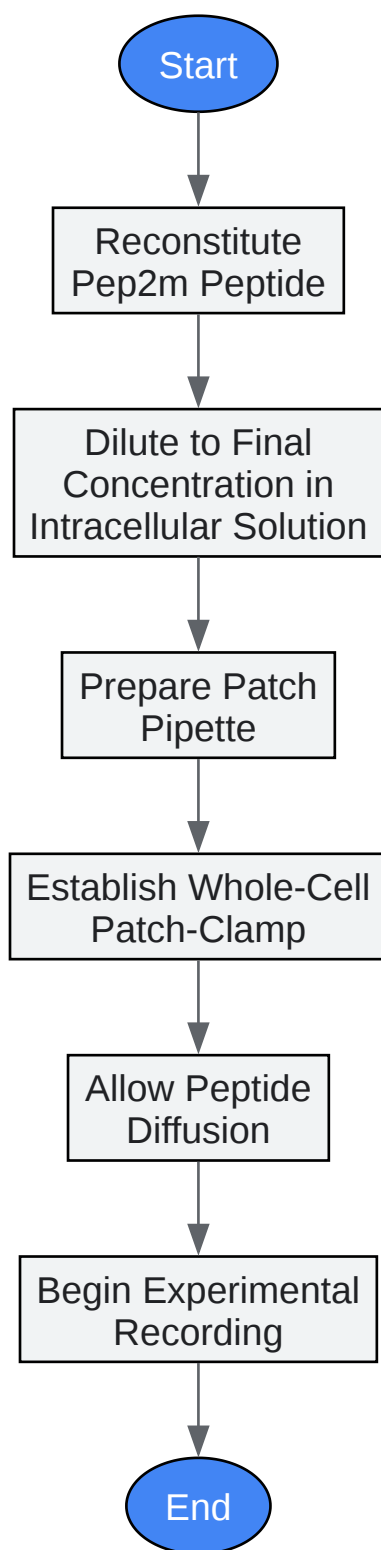 Start
Reconstitute
Pep2m Peptide
Dilute to Final
Concentration in
Intracellular Solution
Prepare Patch
Pipette
Establish Whole-Cell
Patch-Clamp
Allow Peptide
Diffusion
Begin Experimental
Recording
End